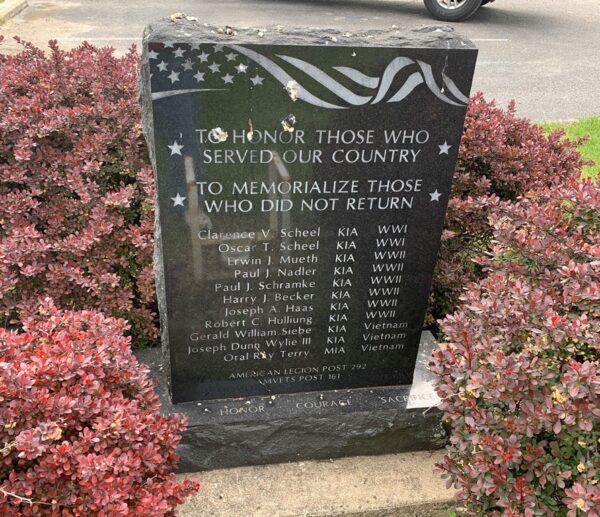 TO HONOR THOSE WHO
SERVED OUR COUNTRY
TO MEMORIALIZE THOSE
WHO DID NOT RETURN
Clarence V. Scheel KIA WWI
Oscar T. Scheel KIA WWI
Erwin J. Mueth KIA WWII
Paul J. Nadler KIA WWII
Paul J. Schramke KIA WWII
Harry J. Becker KIA WWII
Joseph A. Haas KIA WWII
Robert C. Hulliung KIA WWII
Gerald William Siebe KIA Vietnam
Joseph Dunn Wylie III KIA Vietnam
Oral Ray Terry MIA Vietnam
AMERICAN LEGION POST 292
AMVETS POST 161
HONOR COURAGE SACRIFICE